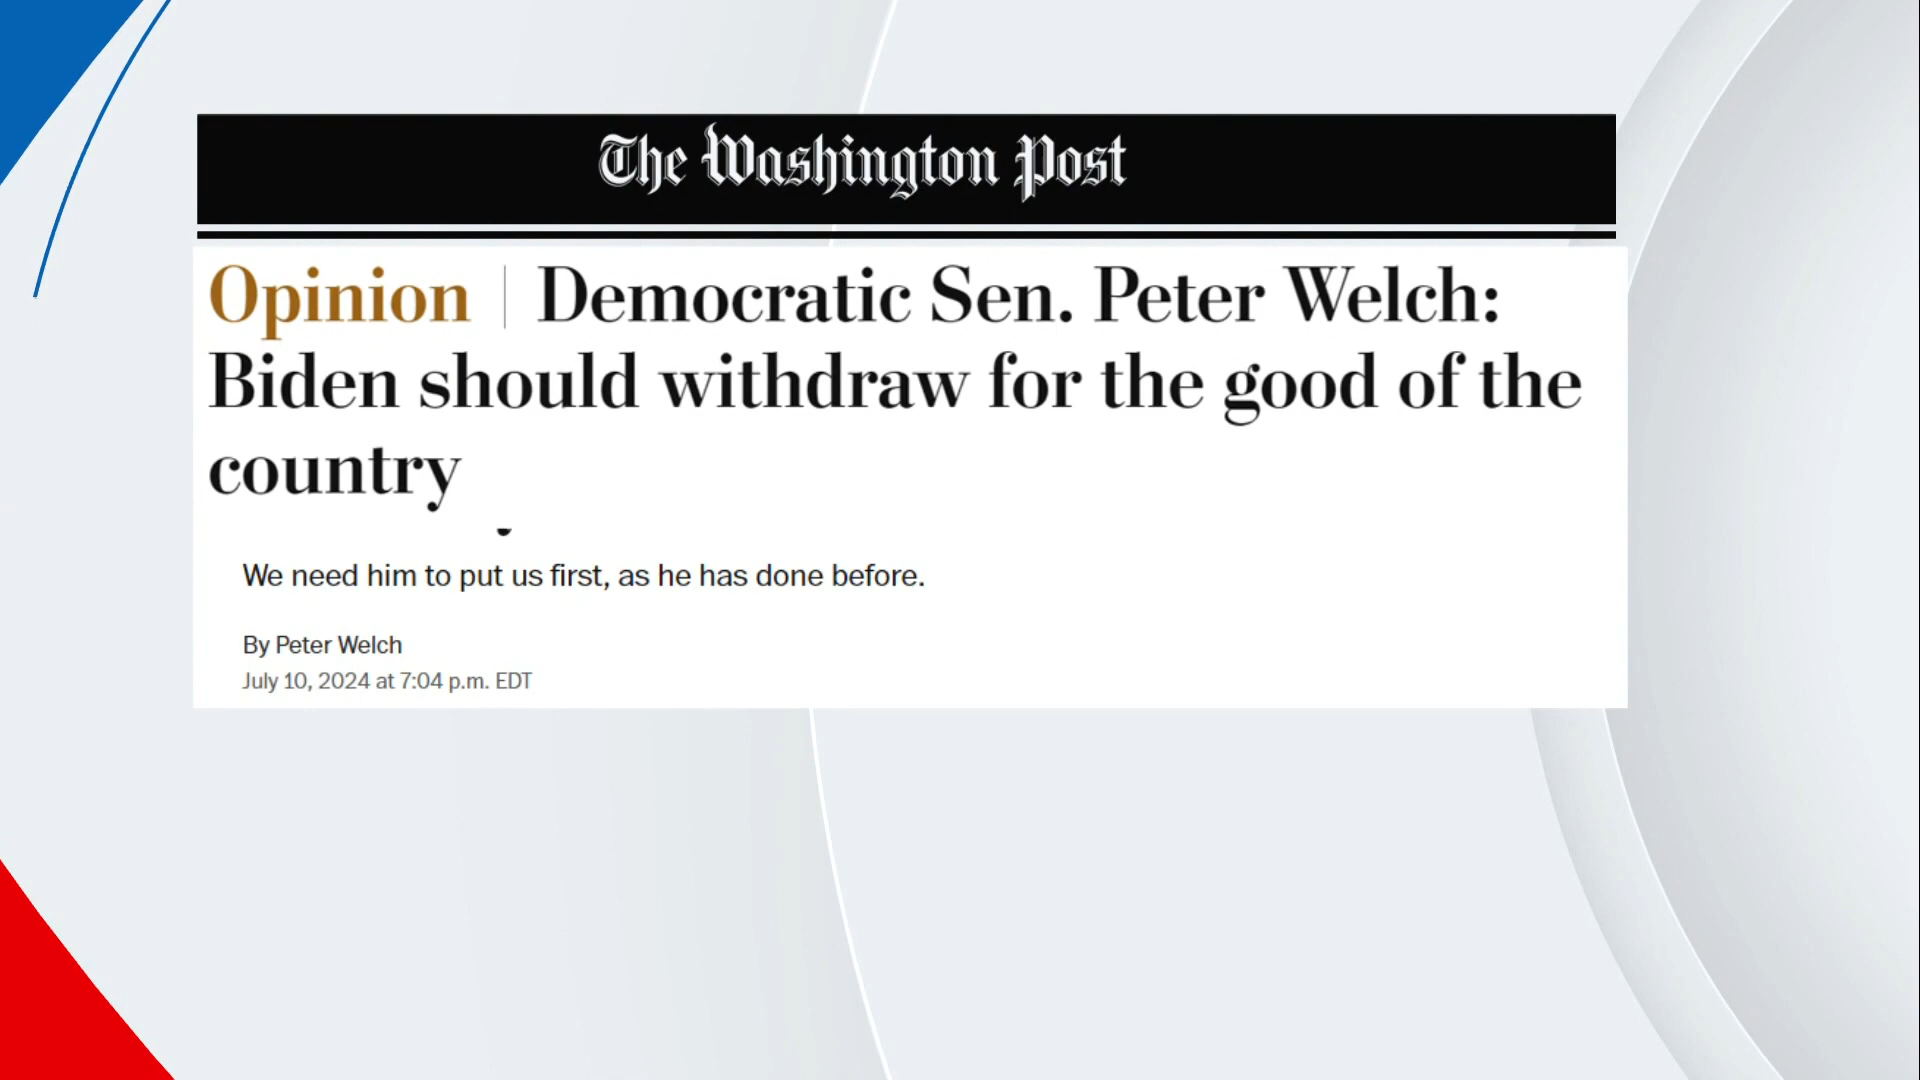 The Washington Post
Opinion | Democratic Sen. Peter Welch:
Biden should withdraw for the good of the
country
We need him to put us first, as he has done before.
By Peter Welch
July 10, 2024 at 7:04 p.m. EDT